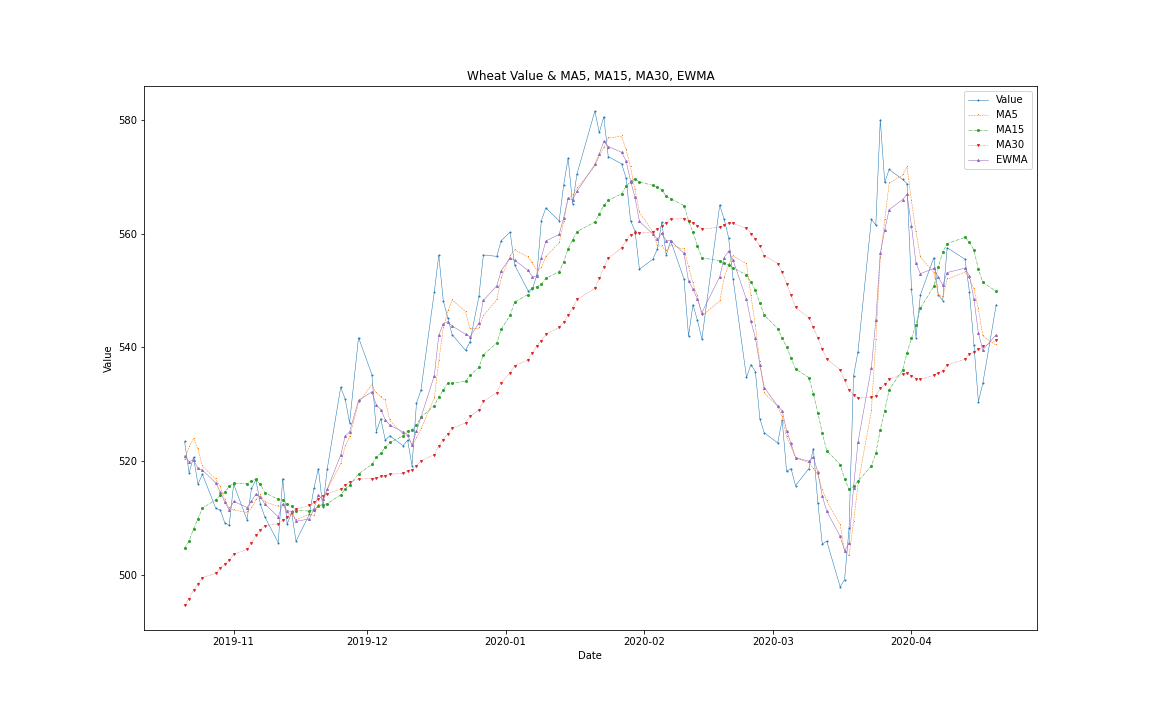 Wheat Value & MA5, MA15, MA30, EWMA
Value
MA5
MA15
MA30
EWMA
580
560
540
520
500
Value
2019-11 2019-12 2020-01 2020-02 2020-03 2020-04
Date